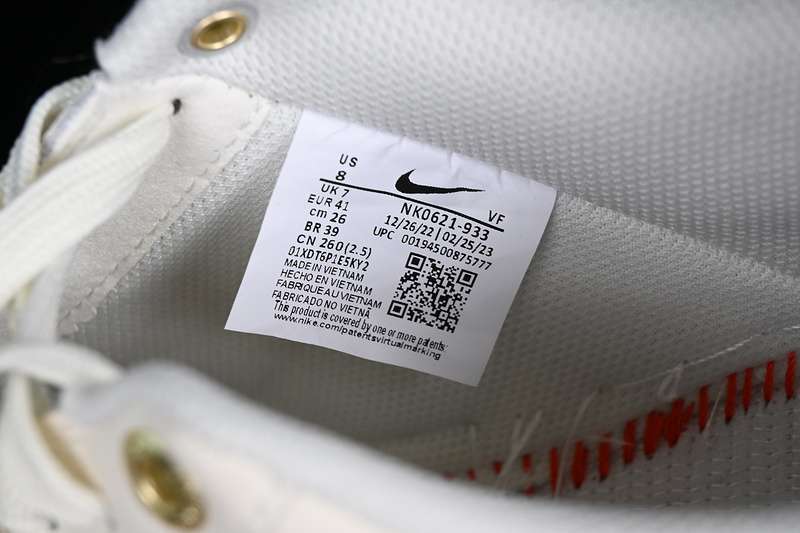 US
8
UK 7
EUR 41
cm 26
BR 39
CN 260(2.5)
01XDT6P1E5KY2
NK0621-933 VF
12/26/22 | 02/25/23
UPC 00194500875777
MADE IN VIETNAM
HECHO EN VIETNAM
FABRIQUE AU VIETNAM
FABRICADO NO VIETNÃ
This product is covered by one or more patents:
www.nike.com/patentsvirtualmarking